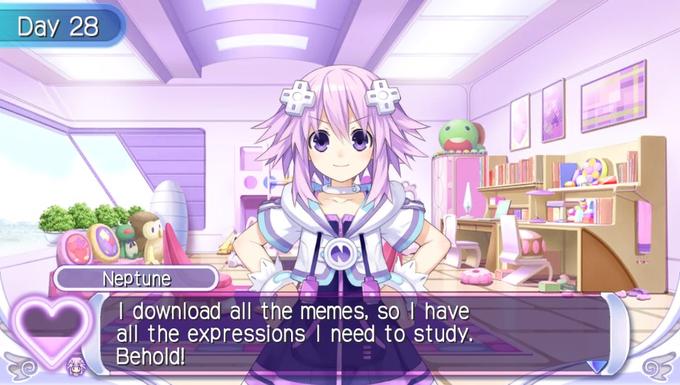 Day 28
Neptune
I download all the memes, so I have
all the expressions I need to study.
Behold!
N